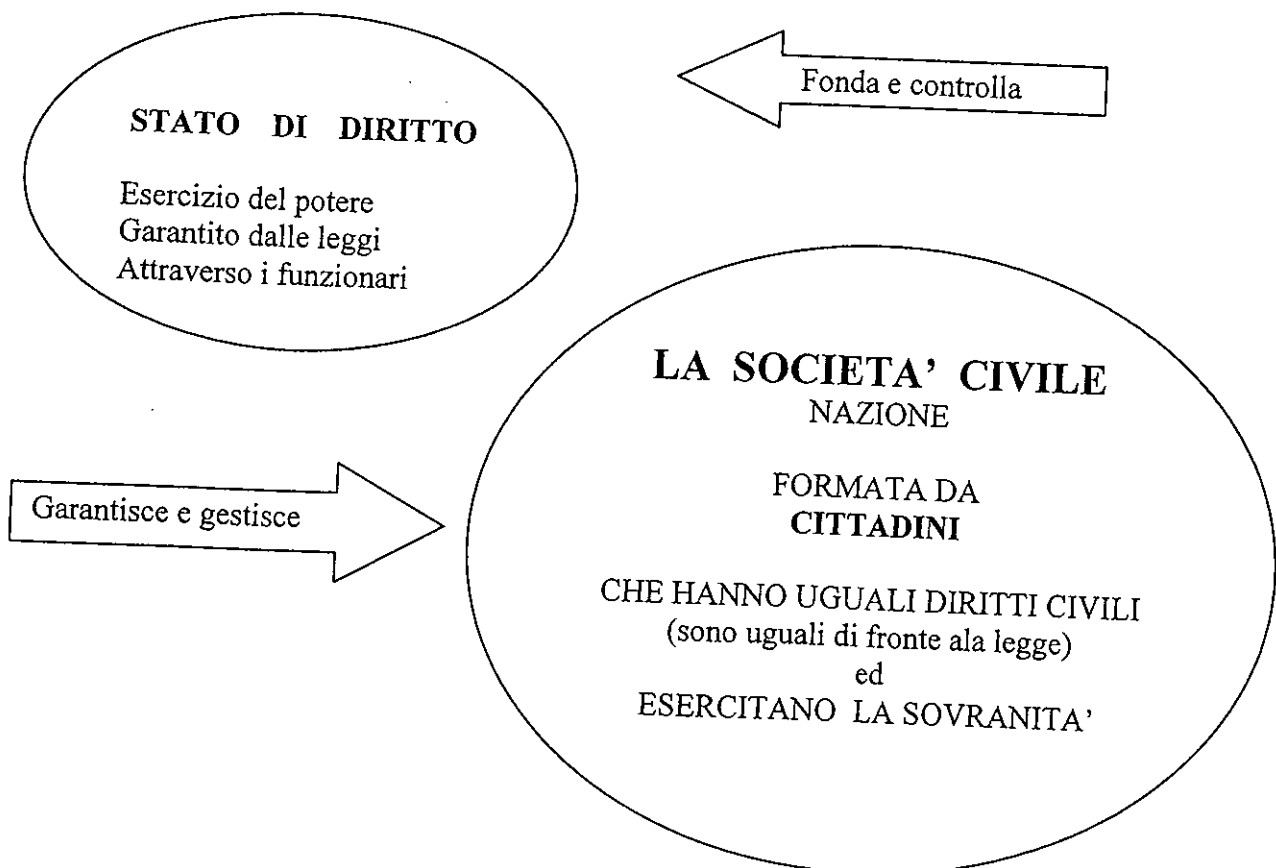 Fonda e controlla
STATO DI DIRITTO
Esercizio del potere
Garantito dalle leggi
Attraverso i funzionari
LA SOCIETA’ CIVILE
NAZIONE
FORMATA DA
CITTADINI
Garantisce e gestisce
CHE HANNO UGUALI DIRITTI CIVILI
(sono uguali di fronte ala legge)
ed
ESERCITANO LA SOVRANITA’